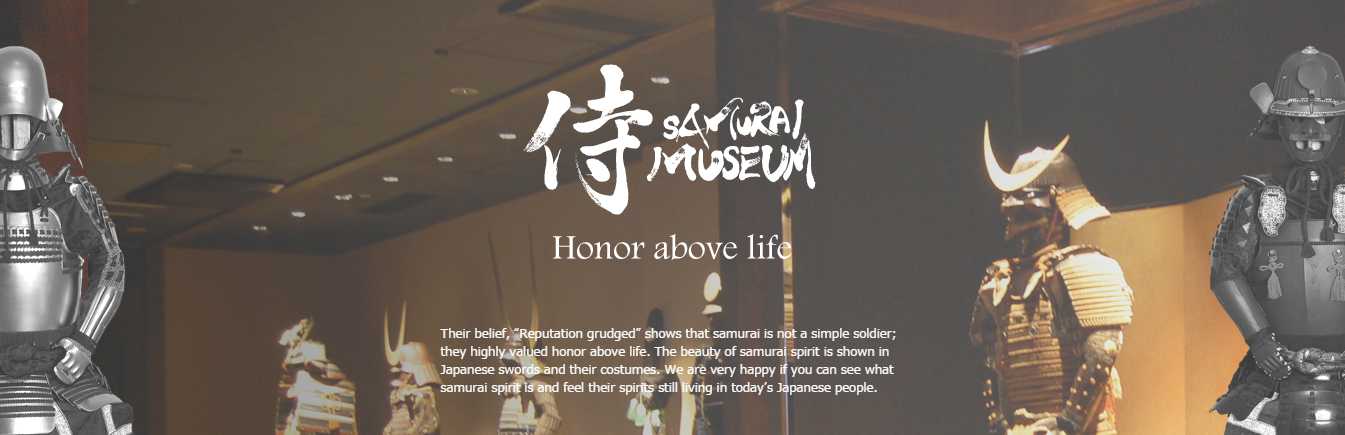 侍 SAMURAI
MUSEUM
Honor above life
Their belief, “Reputation grudged” shows that samurai is not a simple soldier;
they highly valued honor above life. The beauty of samurai spirit is shown in
Japanese swords and their costumes. We are very happy if you can see what
samurai spirit is and feel their spirits still living in today’s Japanese people.